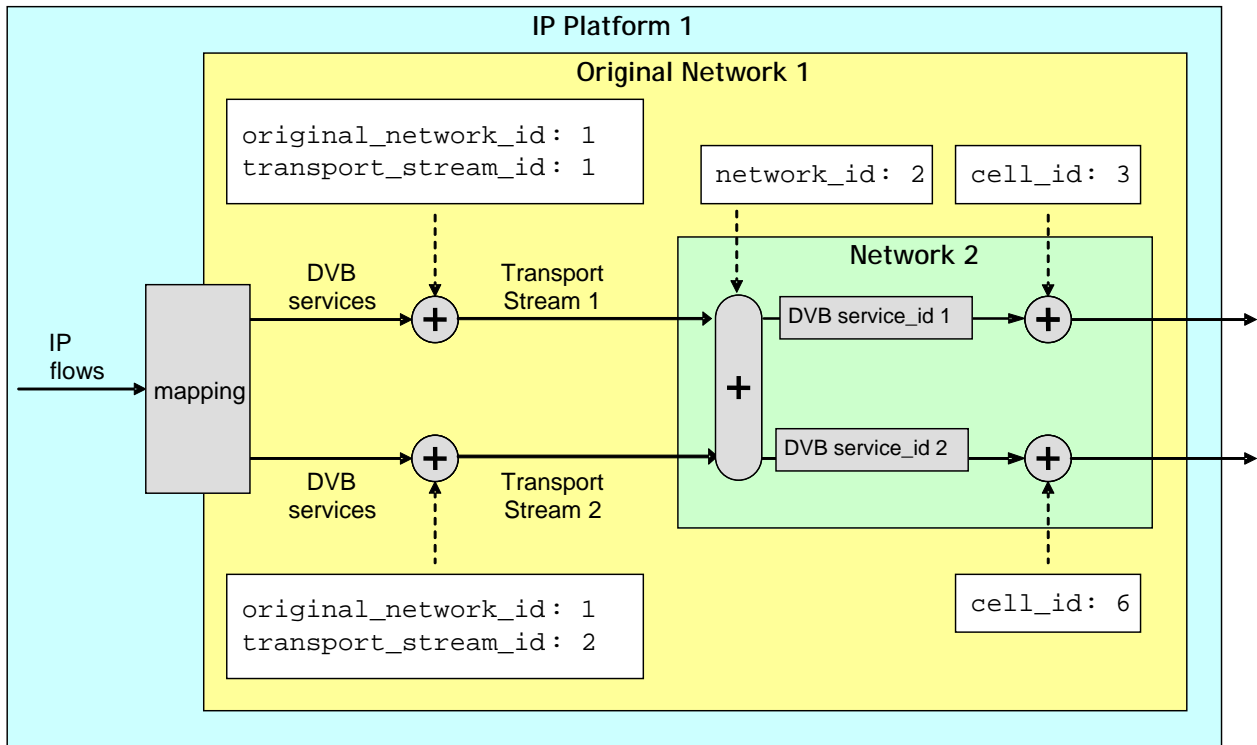 IP Platform 1
Original Network 1
original_network_id: 1
transport_stream_id: 1
network_id: 2
cell_id: 3
Network 2
DVB
services
Transport
Stream 1
DVB service_id 1
IP
flows
mapping
+
+
+
DVB service_id 2
+
+
DVB
services
Transport
Stream 2
original_network_id: 1
transport_stream_id: 2
cell_id: 6